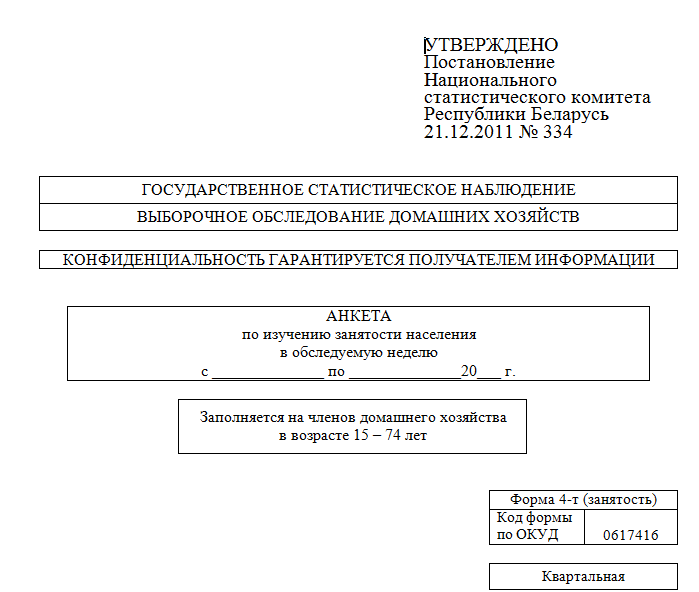 УТВЕРЖДЕНО
Постановление
Национального
статистического комитета
Республики Беларусь
21.12.2011 № 334
ГОСУДАРСТВЕННОЕ СТАТИСТИЧЕСКОЕ НАБЛЮДЕНИЕ
ВЫБОРОЧНОЕ ОБСЛЕДОВАНИЕ ДОМАШНИХ ХОЗЯЙСТВ
КОНФИДЕНЦИАЛЬНОСТЬ ГАРАНТИРУЕТСЯ ПОЛУЧАТЕЛЕМ ИНФОРМАЦИИ
АНКЕТА
по изучению занятости населения
в обследуемую неделю
с _______________ по _______________20___ г.
Заполняется на членов домашнего хозяйства
в возрасте 15 – 74 лет
Форма 4-т (занятость)
Код формы
по ОКУД 0617416
Квартальная